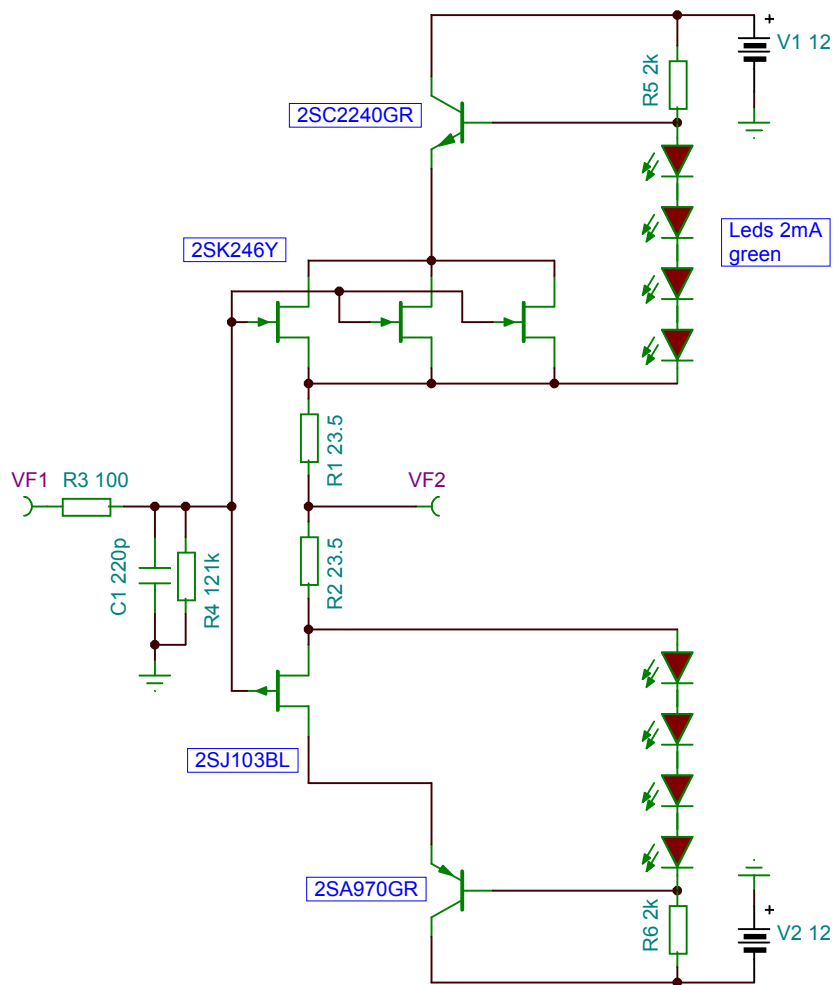 +
V1 12
R5 2k
2SC2240GR
Leds 2mA
green
2SK246Y
R1 23.5
VF1
R3 100
VF2
C1 220p
R4 121k
R2 23.5
2SJ103BL
2SA970GR
+
R6 2k
V2 12